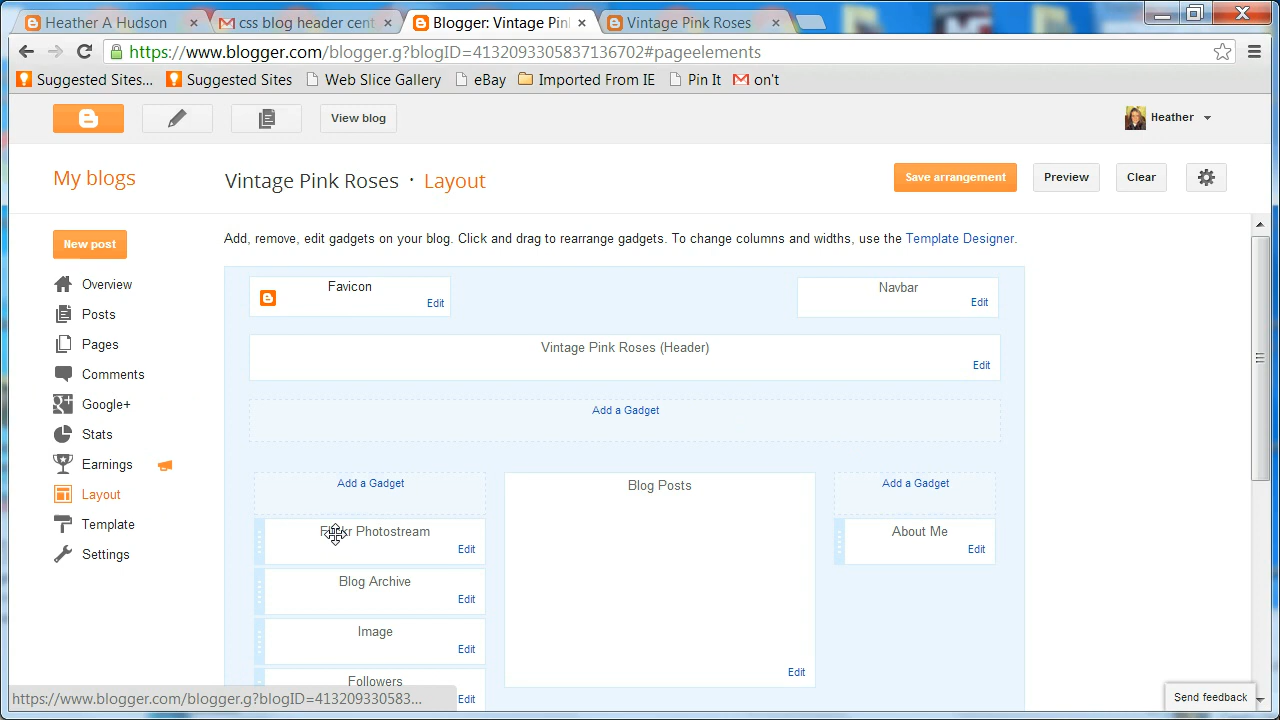 Heather A Hudson
css blog header cent
Blogger: Vintage Pin
Vintage Pink Roses
https://www.blogger.com/blogger.g?blogID=4132093305837136702#pageelements
Suggested Sites...
Suggested Sites
Web Slice Gallery
eBay
Imported From IE
Pin It
on't
View blog
Heather
My blogs
Vintage Pink Roses · Layout
Save arrangement
Preview
Clear
New post
Overview
Posts
Pages
Comments
Google+
Stats
Earnings
Layout
Template
Settings
Add, remove, edit gadgets on your blog. Click and drag to rearrange gadgets. To change columns and widths, use the Template Designer.
Favicon
Edit
Navbar
Edit
Vintage Pink Roses (Header)
Edit
Add a Gadget
Add a Gadget
Flickr Photostream
Edit
Blog Archive
Edit
Image
Edit
Followers
Edit
Blog Posts
Edit
Add a Gadget
About Me
Edit
https://www.blogger.com/blogger.g?blogID=413209330583...
Send feedback